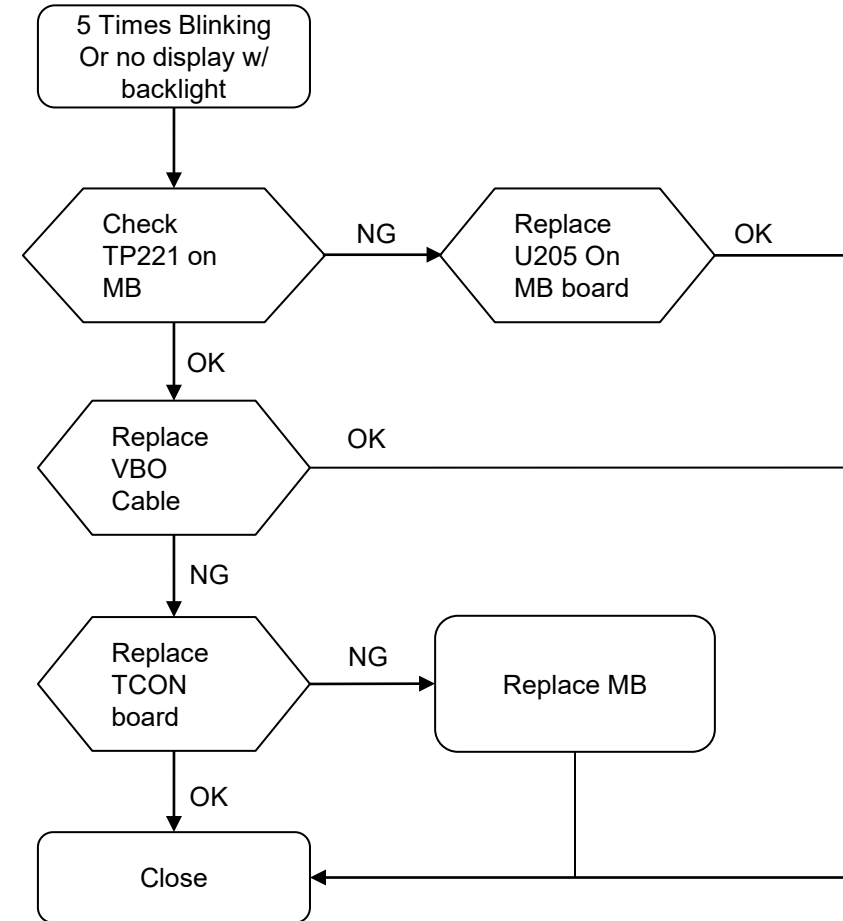 5 Times Blinking
Or no display w/
backlight
Check
TP221 on
MB
NG
Replace
U205 On
MB board
OK
OK
Replace
VBO
Cable
OK
NG
Replace
TCON
board
NG
Replace MB
OK
Close